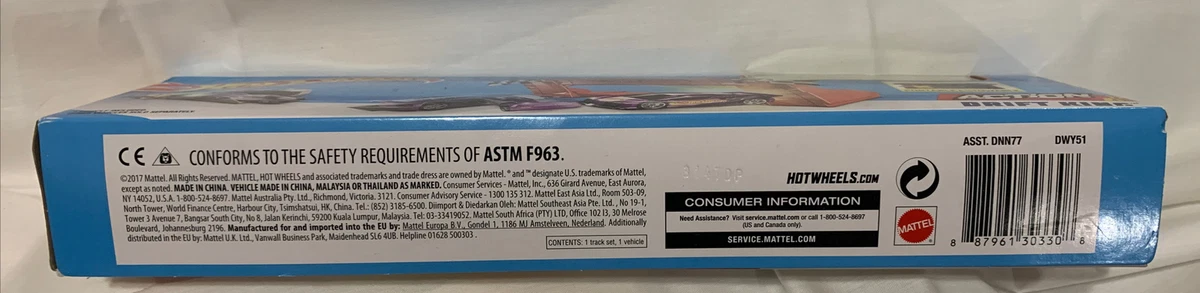 SEPARATELY.
DRIFT KING
CE CONFORMS TO THE SAFETY REQUIREMENTS OF ASTM F963.
©2017 Mattel. All Rights Reserved. MATTEL, HOT WHEELS and associated trademarks and trade dress are owned by Mattel. ® and ™ designate U.S. trademarks of Mattel,
except as noted. MADE IN CHINA. VEHICLE MADE IN CHINA, MALAYSIA OR THAILAND AS MARKED. Consumer Services - Mattel, Inc., 636 Girard Avenue, East Aurora,
NY 14052, U.S.A. 1-800-524-8697. Mattel Australia Pty. Ltd., Richmond, Victoria. 3121. Consumer Advisory Service - 1300 135 312. Mattel East Asia Ltd., Room 503-09,
North Tower, World Finance Centre, Harbour City, Tsimshatsui, HK, China. Tel.: (852) 3185-6500. Diimport & Diedarkan Oleh: Mattel Southeast Asia Pte. Ltd., No 19-1,
Tower 3 Avenue 7, Bangsar South City, No 8, Jalan Kerinchi, 59200 Kuala Lumpur, Malaysia. Tel: 03-33419052. Mattel South Africa (PTY) LTD, Office 102 I3, 30 Melrose
Boulevard, Johannesburg 2196. Manufactured for and imported into the EU by: Mattel Europa B.V., Gondel 1, 1186 MJ Amstelveen, Nederland. Additionally
distributed in the EU by: Mattel U.K. Ltd., Vanwall Business Park, Maidenhead SL6 4UB. Helpline 01628 500303.
CONTENTS: 1 track set, 1 vehicle
HOTWHEELS.COM
CONSUMER INFORMATION
Need Assistance? Visit service.mattel.com or call 1-800-524-8697
(US and Canada only).
SERVICE.MATTEL.COM
MATTEL
ASST. DNN77 DWY51
8 87961 30330 6